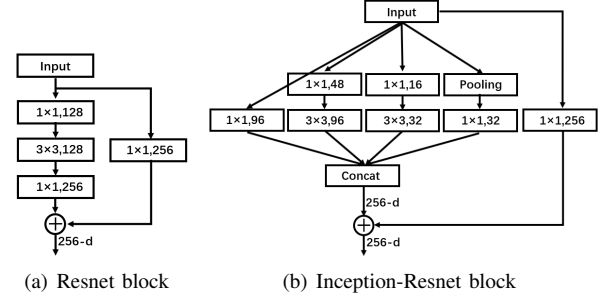 Input
1×1,128
3×3,128
1×1,256
1×1,256
256-d
(a) Resnet block
Input
1×1,48
1×1,16
Pooling
1×1,96
3×3,96
3×3,32
1×1,32
1×1,256
Concat
256-d
256-d
(b) Inception-Resnet block